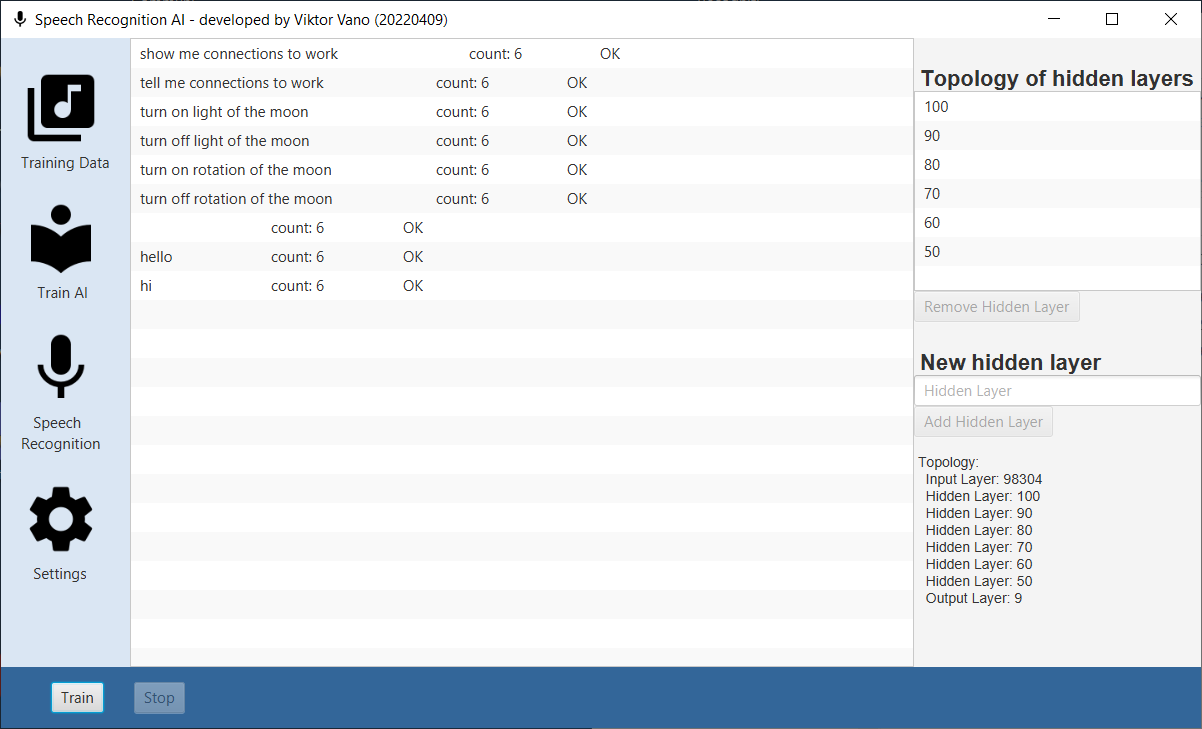 Speech Recognition AI - developed by Viktor Vano (20220409)
Training Data
Train AI
Speech
Recognition
Settings
show me connections to work count: 6 OK
tell me connections to work count: 6 OK
turn on light of the moon count: 6 OK
turn off light of the moon count: 6 OK
turn on rotation of the moon count: 6 OK
turn off rotation of the moon count: 6 OK
count: 6 OK
hello count: 6 OK
hi count: 6 OK
Topology of hidden layers
100
90
80
70
60
50
Remove Hidden Layer
New hidden layer
Hidden Layer
Add Hidden Layer
Topology:
Input Layer: 98304
Hidden Layer: 100
Hidden Layer: 90
Hidden Layer: 80
Hidden Layer: 70
Hidden Layer: 60
Hidden Layer: 50
Output Layer: 9
Train
Stop